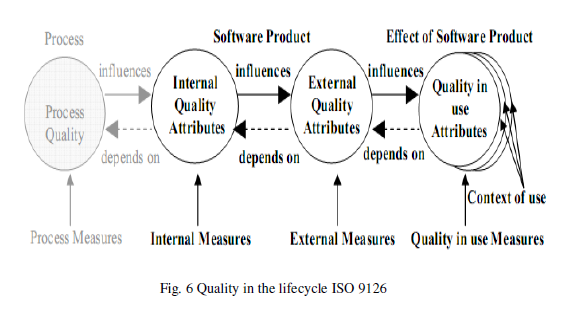 Process
Software Product
Effect of Software Product
influences
influences
influences
Process
Quality
Internal
Quality
Attributes
External
Quality
Attributes
Quality in
use
Attributes
depends on
depends on
depends on
Context of use
Process Measures
Internal Measures
External Measures
Quality in use Measures
Fig. 6 Quality in the lifecycle ISO 9126